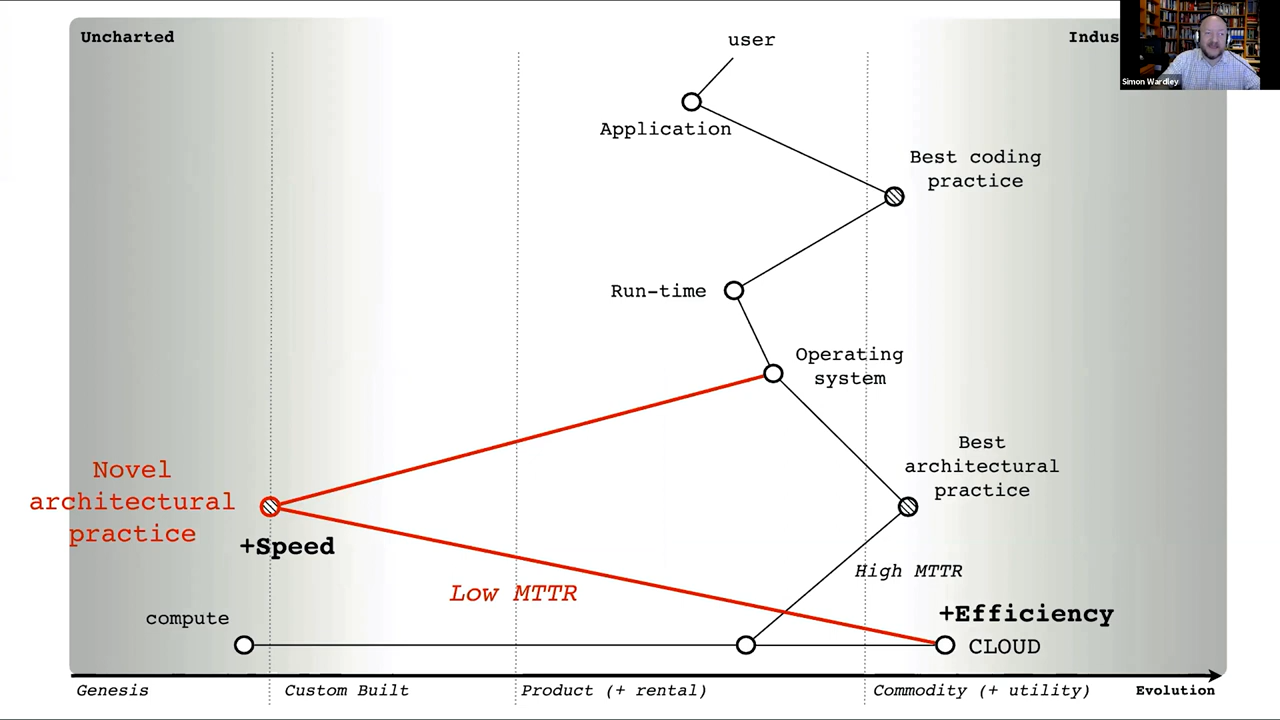 Uncharted
user
Indus
Simon Wardley
Application
Best coding
practice
Run-time
Operating
system
Best
architectural
practice
Novel
architectural
practice
+Speed
High MTTR
Low MTTR
compute
+Efficiency
CLOUD
Genesis
Custom Built
Product (+ rental)
Commodity (+ utility)
Evolution